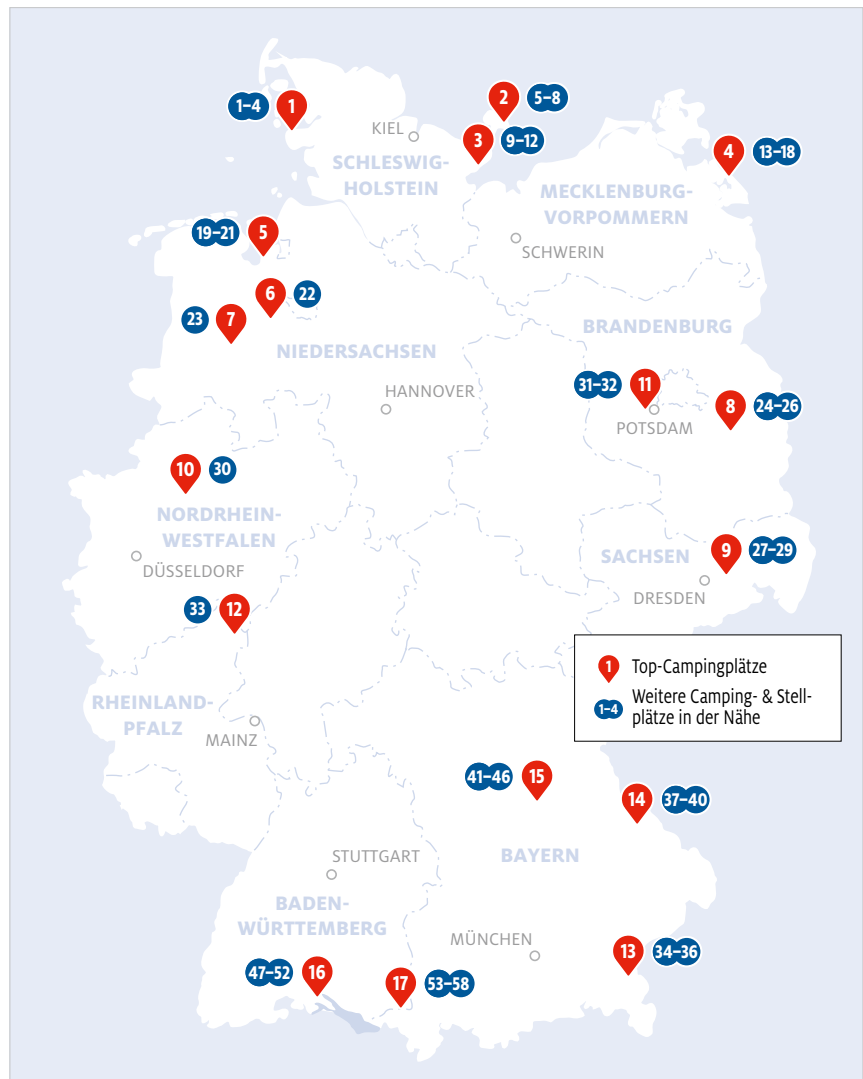 1–4
1
2
5–8
KIEL
3
9–12
4
13–18
SCHLESWIG-
HOLSTEIN
MECKLENBURG-
VORPOMMERN
19–21
5
SCHWERIN
6
22
23
7
BRANDENBURG
NIEDERSACHSEN
31–32
11
HANNOVER
8
24–26
POTSDAM
10
30
NORDRHEIN-
WESTFALEN
9
27–29
SACHSEN
DÜSSELDORF
DRESDEN
33
12
1
Top-Campingplätze
1–4
Weitere Camping- & Stell-
plätze in der Nähe
RHEINLAND-
PFALZ
MAINZ
41–46
15
14
37–40
STUTTGART
BAYERN
BADEN-
WÜRTTEMBERG
MÜNCHEN
13
34–36
47–52
16
17
53–58